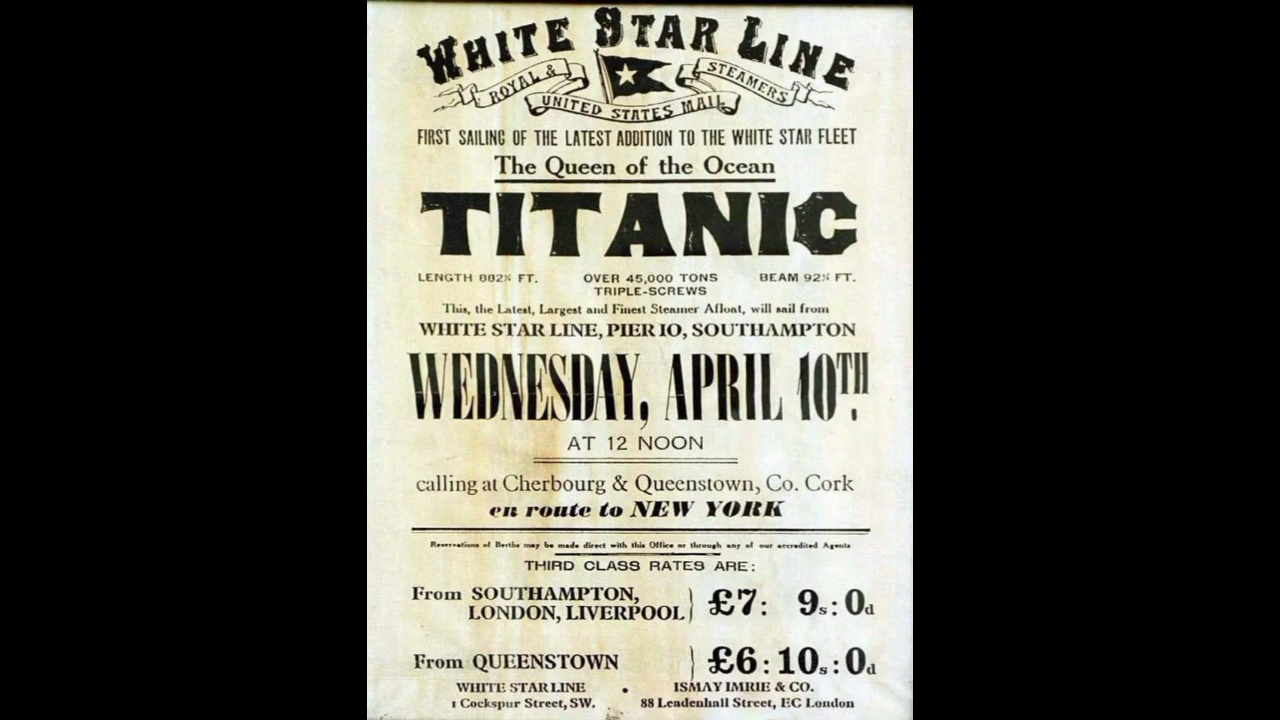 WHITE STAR LINE
ROYAL & UNITED STATES MAIL STEAMERS
FIRST SAILING OF THE LATEST ADDITION TO THE WHITE STAR FLEET
The Queen of the Ocean
TITANIC
LENGTH 882½ FT. OVER 45,000 TONS BEAM 92½ FT.
TRIPLE-SCREWS
This, the Latest, Largest and Finest Steamer Afloat, will sail from
WHITE STAR LINE, PIER 10, SOUTHAMPTON
WEDNESDAY, APRIL 10TH.
AT 12 NOON
calling at Cherbourg & Queenstown, Co. Cork
en route to NEW YORK
Reservations of Berths may be made direct with this Office or through any of our accredited Agents
THIRD CLASS RATES ARE:
From SOUTHAMPTON,
LONDON, LIVERPOOL } £7: 9s:0d
From QUEENSTOWN } £6:10s:0d
WHITE STAR LINE • ISMAY IMRIE & CO.
1 Cockspur Street, SW. 88 Leadenhall Street, EC London